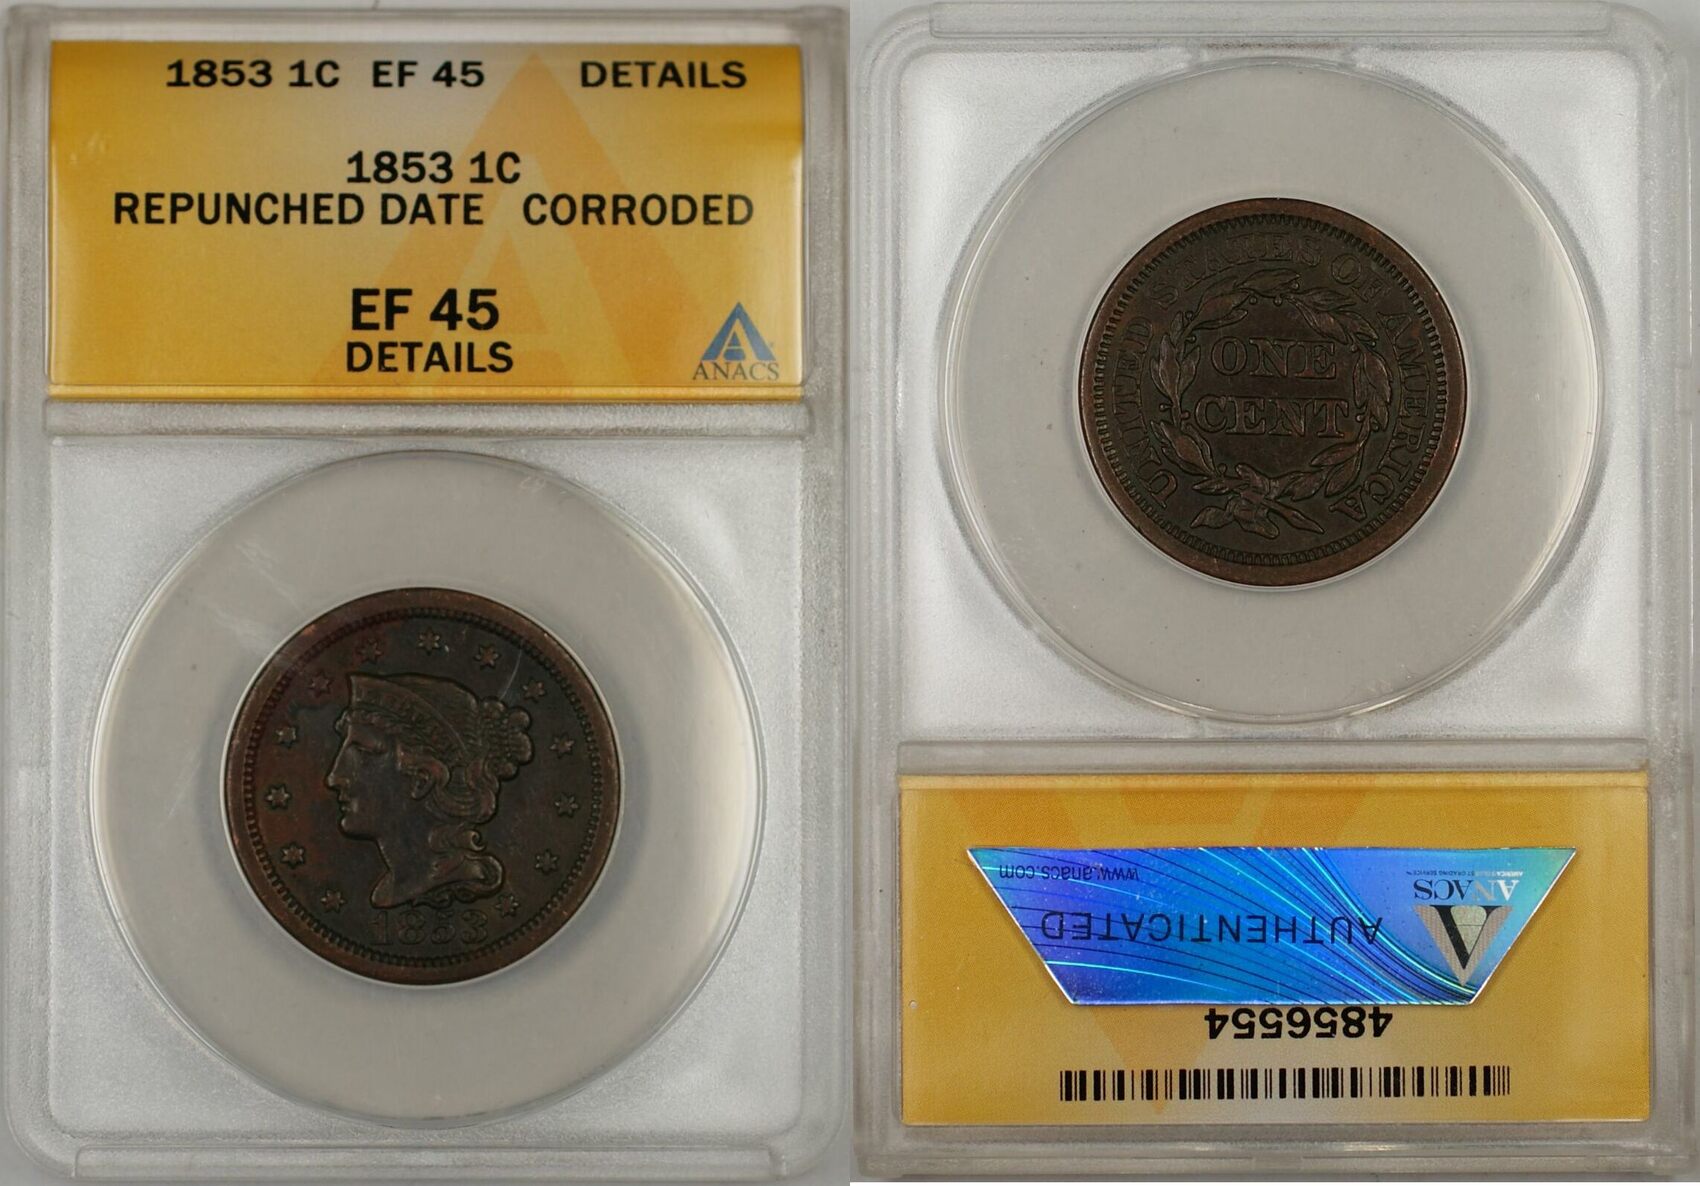 1853 1C EF 45 DETAILS
1853 1C
REPUNCHED DATE CORRODED
EF 45
DETAILS
ANACS
1853
UNITED STATES OF AMERICA
ONE
CENT
www.anacs.com
ANACS
AUTHENTICATED
4856554